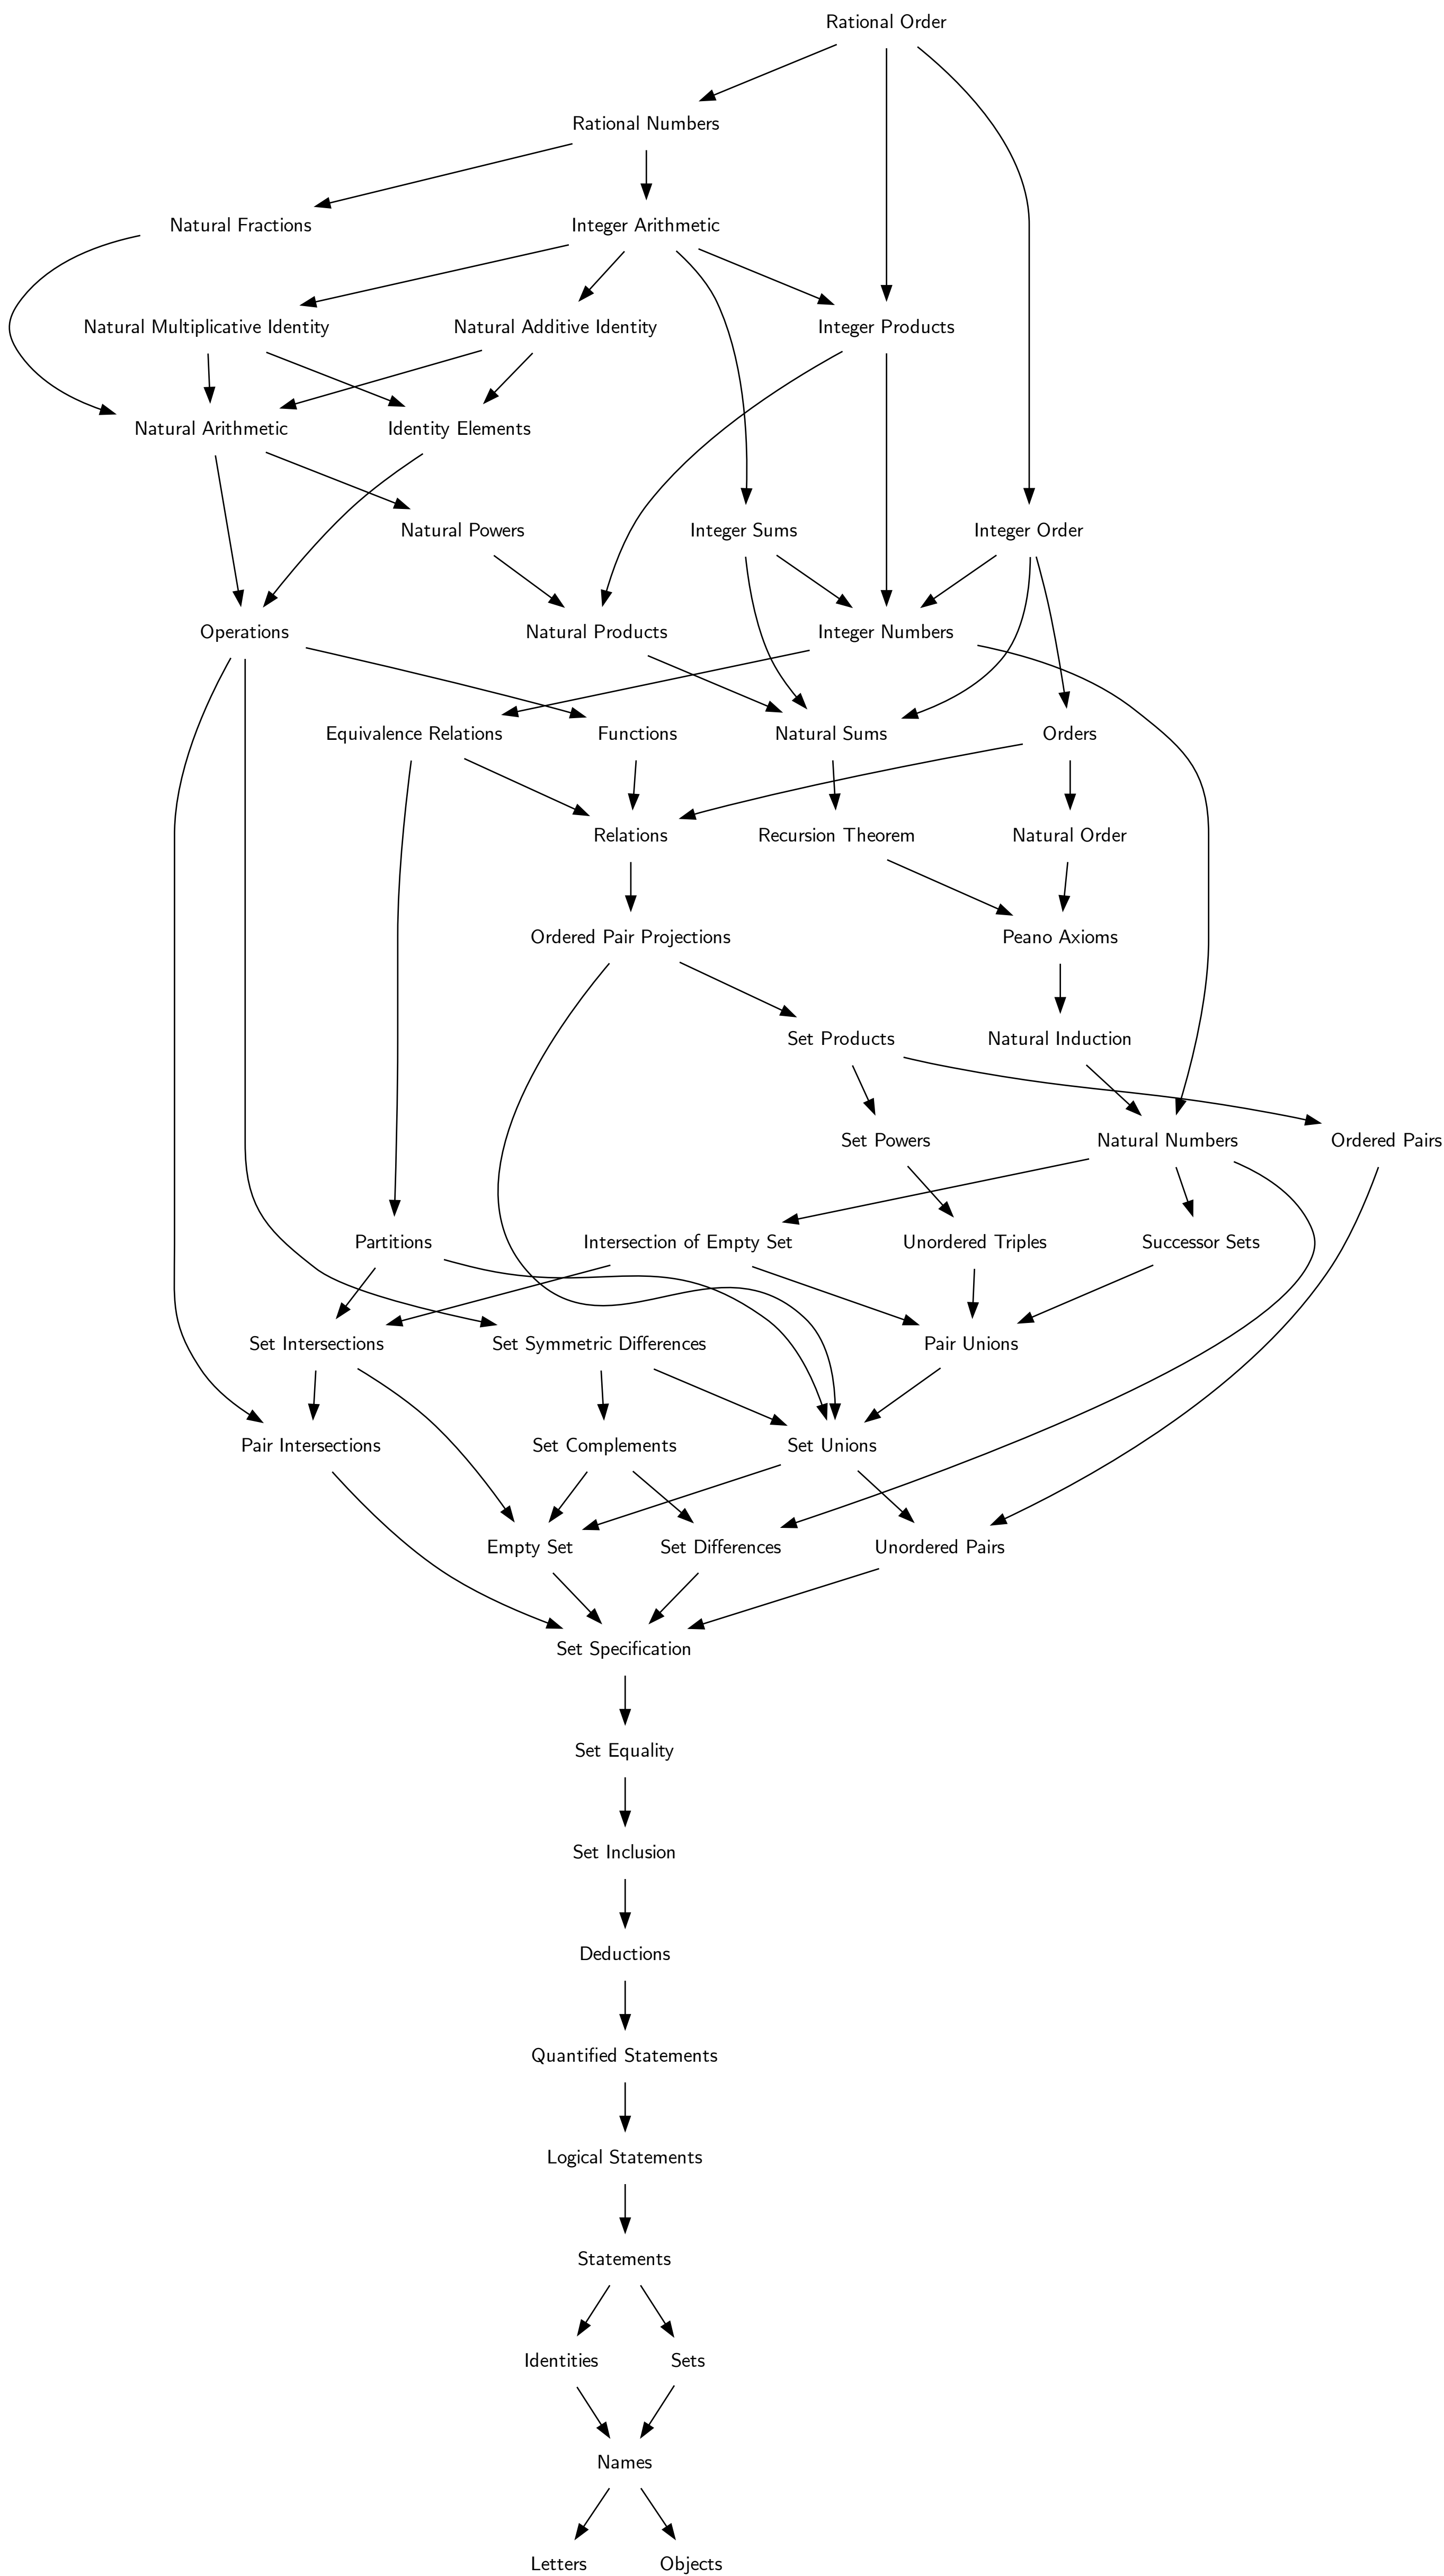 Rational Order
Rational Numbers
Natural Fractions
Integer Arithmetic
Natural Multiplicative Identity
Natural Additive Identity
Integer Products
Natural Arithmetic
Identity Elements
Natural Powers
Integer Sums
Integer Order
Operations
Natural Products
Integer Numbers
Equivalence Relations
Functions
Natural Sums
Orders
Relations
Recursion Theorem
Natural Order
Ordered Pair Projections
Peano Axioms
Set Products
Natural Induction
Set Powers
Natural Numbers
Ordered Pairs
Partitions
Intersection of Empty Set
Unordered Triples
Successor Sets
Set Intersections
Set Symmetric Differences
Pair Unions
Pair Intersections
Set Complements
Set Unions
Empty Set
Set Differences
Unordered Pairs
Set Specification
Set Equality
Set Inclusion
Deductions
Quantified Statements
Logical Statements
Statements
Identities
Sets
Names
Letters
Objects